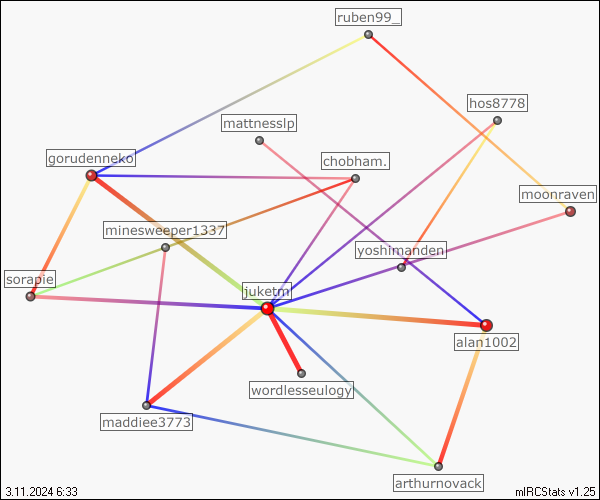 ruben99_
hos8778
mattnesslp
gorudenneko
chobham.
moonraven
minesweeper1337
yoshimanden
sorapie
juketm
alan1002
wordlesseulogy
maddiee3773
arthurnovack
3.11.2024 6:33
mIRCStats v1.25